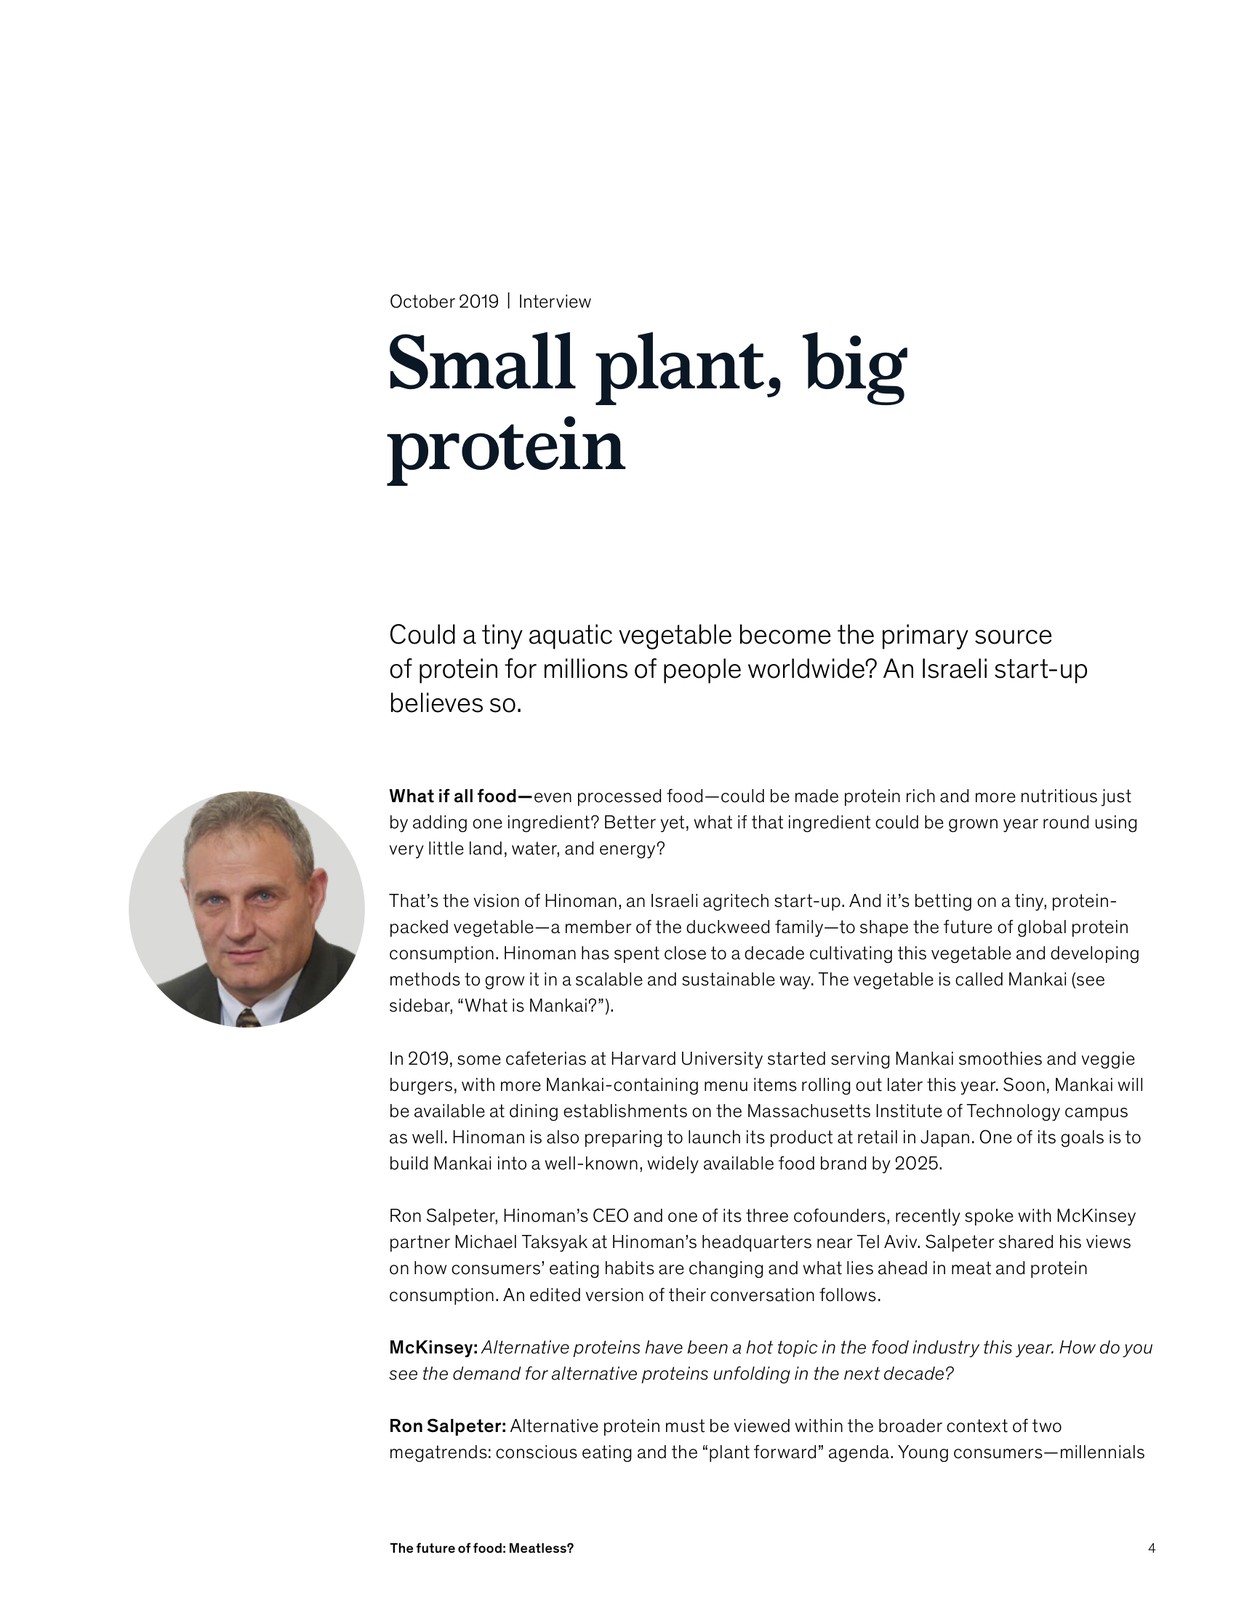 October 2019 | Interview
Small plant, big
protein
Could a tiny aquatic vegetable become the primary source
of protein for millions of people worldwide? An Israeli start-up
believes so.
What if all food—even processed food—could be made protein rich and more nutritious just
by adding one ingredient? Better yet, what if that ingredient could be grown year round using
very little land, water, and energy?
That’s the vision of Hinoman, an Israeli agritech start-up. And it’s betting on a tiny, protein-
packed vegetable—a member of the duckweed family—to shape the future of global protein
consumption. Hinoman has spent close to a decade cultivating this vegetable and developing
methods to grow it in a scalable and sustainable way. The vegetable is called Mankai (see
sidebar, “What is Mankai?”).
In 2019, some cafeterias at Harvard University started serving Mankai smoothies and veggie
burgers, with more Mankai-containing menu items rolling out later this year. Soon, Mankai will
be available at dining establishments on the Massachusetts Institute of Technology campus
as well. Hinoman is also preparing to launch its product at retail in Japan. One of its goals is to
build Mankai into a well-known, widely available food brand by 2025.
Ron Salpeter, Hinoman’s CEO and one of its three cofounders, recently spoke with McKinsey
partner Michael Taksyak at Hinoman’s headquarters near Tel Aviv. Salpeter shared his views
on how consumers’ eating habits are changing and what lies ahead in meat and protein
consumption. An edited version of their conversation follows.
McKinsey: Alternative proteins have been a hot topic in the food industry this year. How do you
see the demand for alternative proteins unfolding in the next decade?
Ron Salpeter: Alternative protein must be viewed within the broader context of two
megatrends: conscious eating and the “plant forward” agenda. Young consumers—millennials
The future of food: Meatless?
4